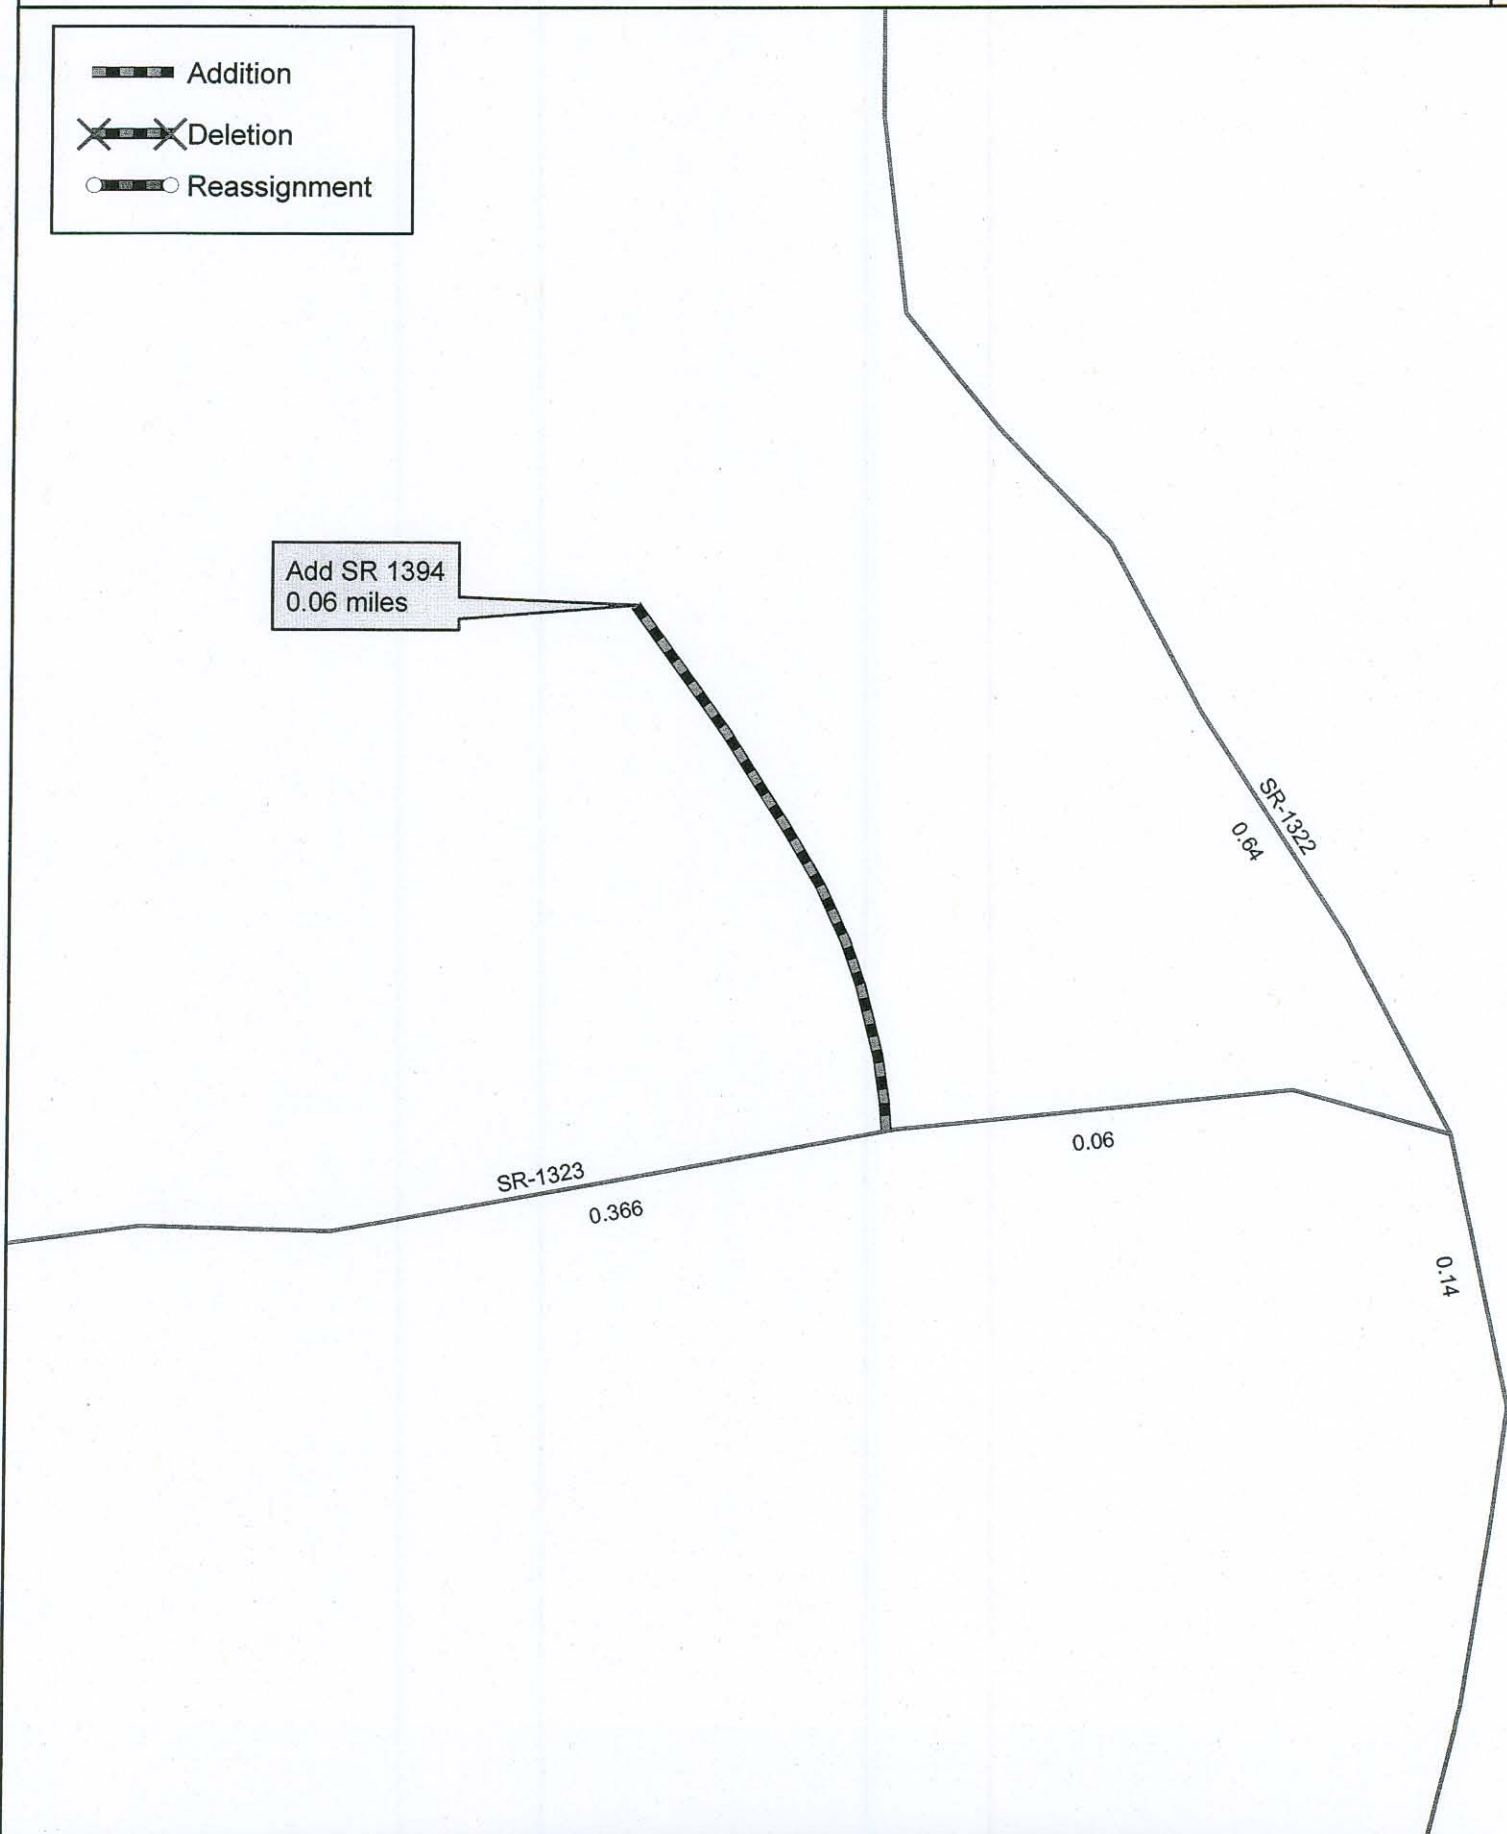 Addition
Deletion
Reassignment
Add SR 1394
0.06 miles
SR-1322
0.64
0.06
SR-1323
0.366
0.14